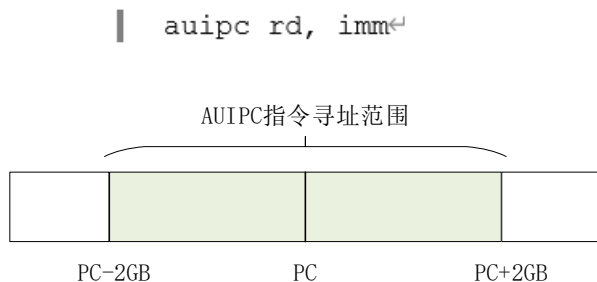 auipc rd, imm↵
AUIPC指令寻址范围
PC-2GB PC PC+2GB